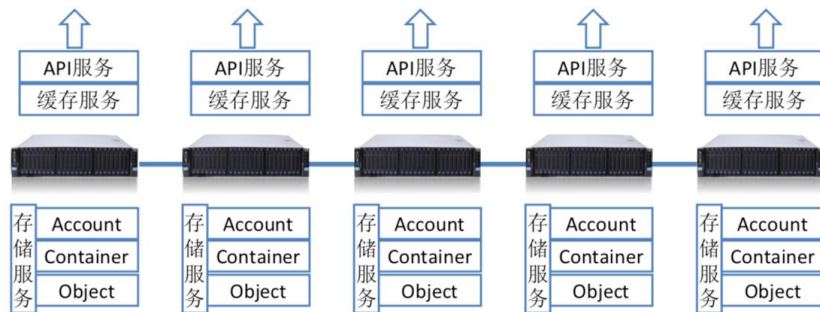 API服务 API服务 API服务 API服务 API服务
缓存服务 缓存服务 缓存服务 缓存服务 缓存服务
存储服务 Account 存储服务 Account 存储服务 Account 存储服务 Account 存储服务 Account
Container Container Container Container Container
Object Object Object Object Object